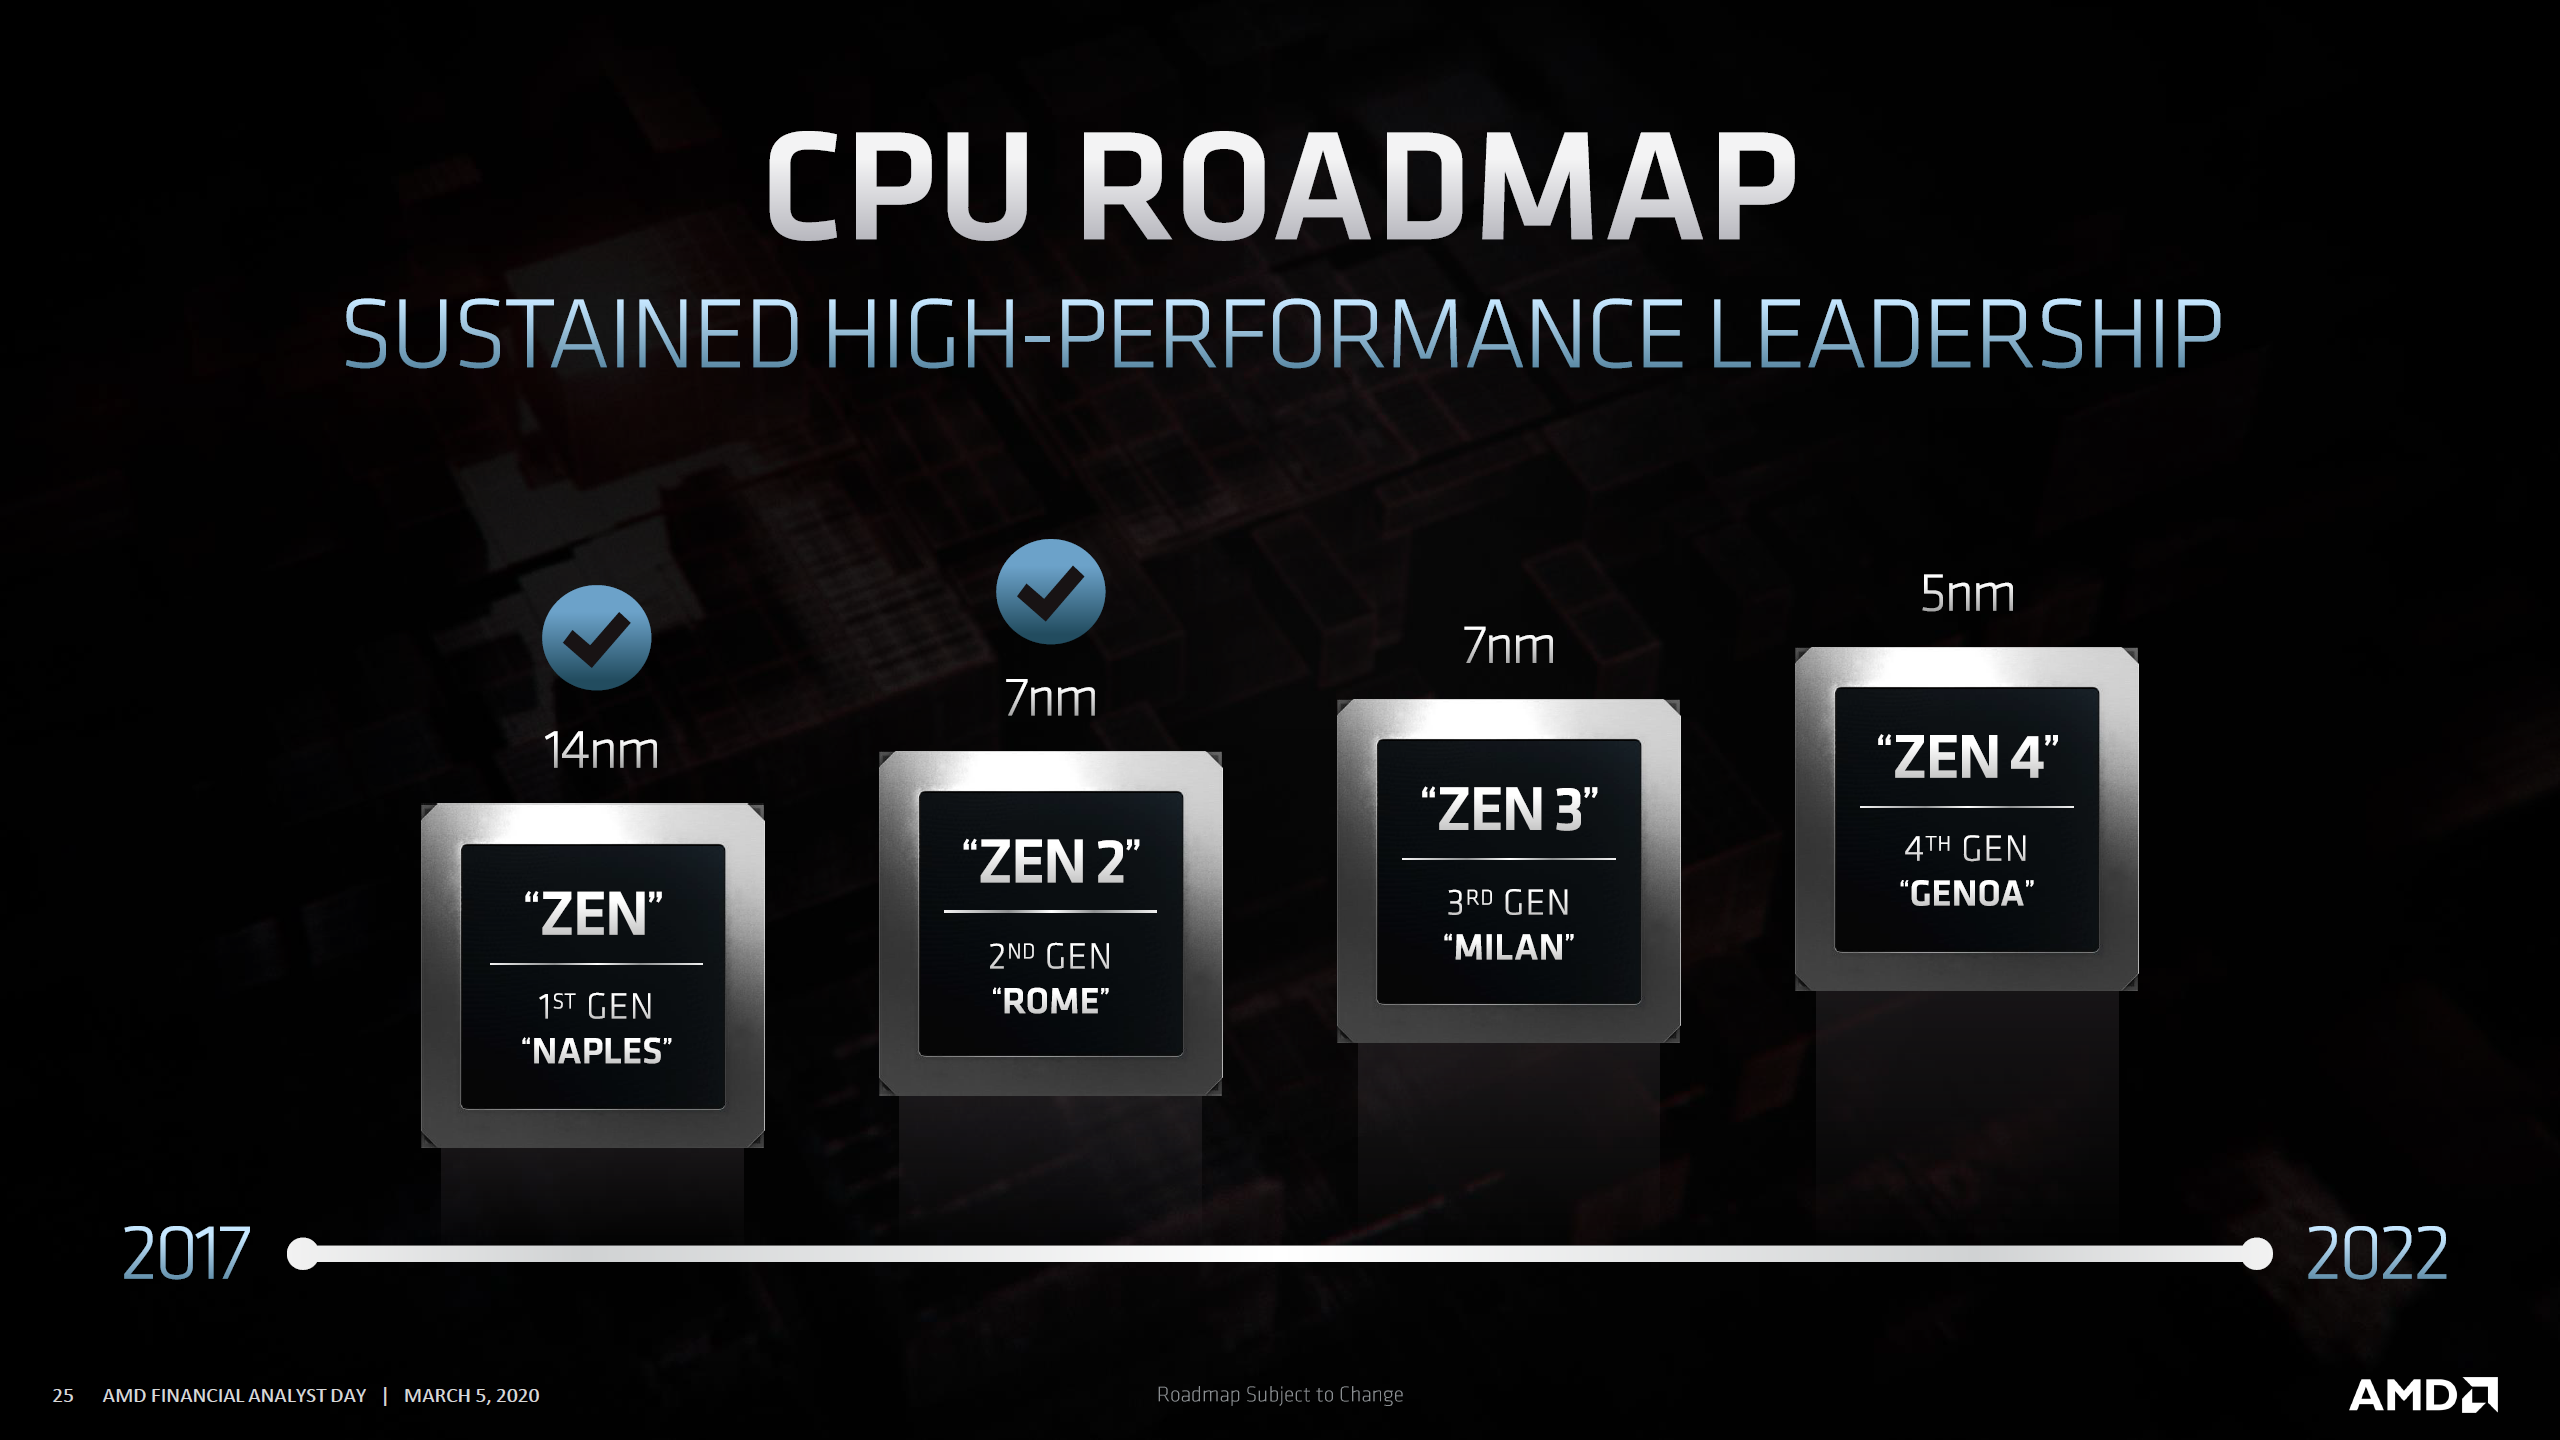 CPU ROADMAP
SUSTAINED HIGH-PERFORMANCE LEADERSHIP
14nm
“ZEN”
1ST GEN
“NAPLES”
7nm
“ZEN 2”
2ND GEN
“ROME”
7nm
“ZEN 3”
3RD GEN
“MILAN”
5nm
“ZEN 4”
4TH GEN
“GENOA”
2017
2022
25 AMD FINANCIAL ANALYST DAY | MARCH 5, 2020
Roadmap Subject to Change
AMD